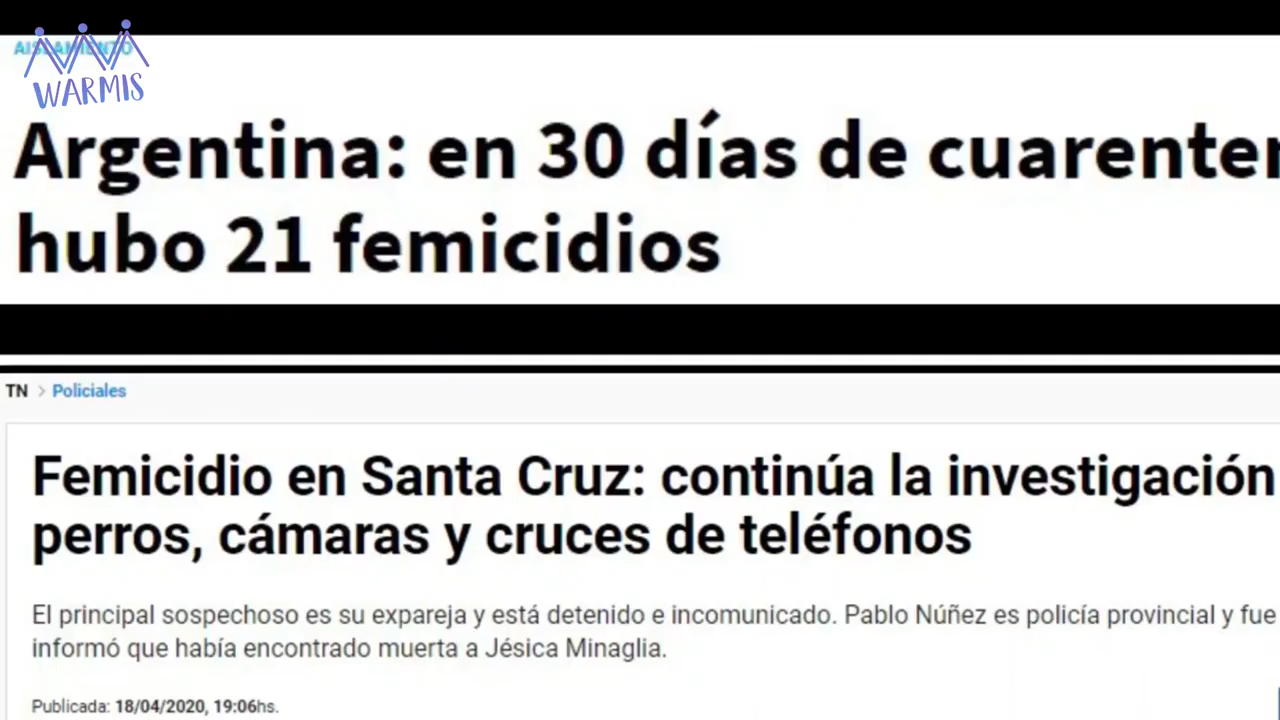 AISLAMIENTO
WARMIS
Argentina: en 30 días de
hubo 21 femicidios
TN > Policiales
Femicidio en Santa Cruz: continúa la investigación
perros, cámaras y cruces de teléfonos
El principal sospechoso es su expareja y está detenido e incomunicado. Pablo Núñez es policía provincial y fue
informó que había encontrado muerta a Jésica Minaglia.
Publicada: 18/04/2020, 19:06hs.